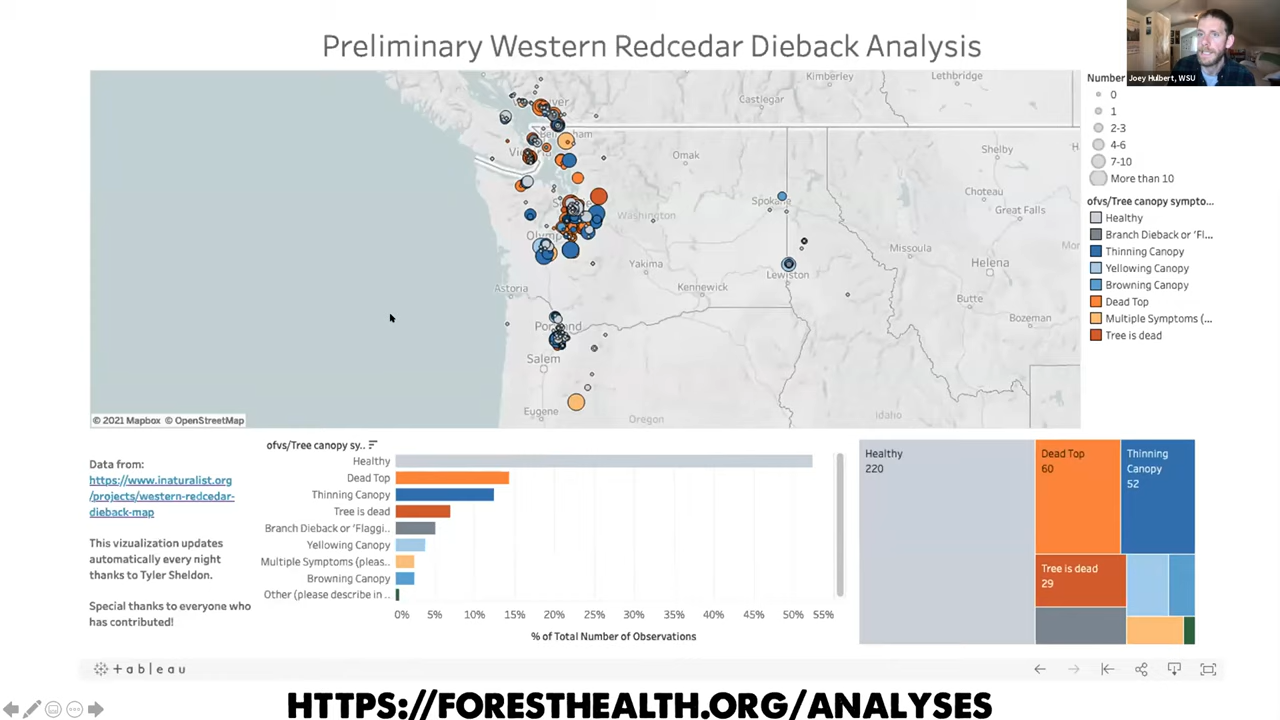 Preliminary Western Redcedar Dieback Analysis
Joey Hulbert, WSU
Kimberley
Lethbridge
Castlegar
Omak
Shelby
Choteau
Great Falls
Spokane
Washington
Missoula
Helena
Yakima
Lewiston
Kennewick
Astoria
Butte
Bozeman
Portland
Salem
Eugene
Oregon
Idaho
© 2021 Mapbox © OpenStreetMap
Number
0
1
2-3
4-6
7-10
More than 10
ofvs/Tree canopy sympto...
Healthy
Branch Dieback or 'Fl...
Thinning Canopy
Yellowing Canopy
Browning Canopy
Dead Top
Multiple Symptoms (...
Tree is dead
Data from:
https://www.inaturalist.org
/projects/western-redcedar-
dieback-map
This vizualization updates
automatically every night
thanks to Tyler Sheldon.
Special thanks to everyone who
has contributed!
ofvs/Tree canopy sy..
Healthy
Dead Top
Thinning Canopy
Tree is dead
Branch Dieback or 'Flaggi..
Yellowing Canopy
Multiple Symptoms (pleas..
Browning Canopy
Other (please describe in ..
0% 5% 10% 15% 20% 25% 30% 35% 40% 45% 50% 55%
% of Total Number of Observations
Healthy
220
Dead Top
60
Thinning
Canopy
52
Tree is dead
29
+ableau
HTTPS://FORESTHEALTH.ORG/ANALYSES